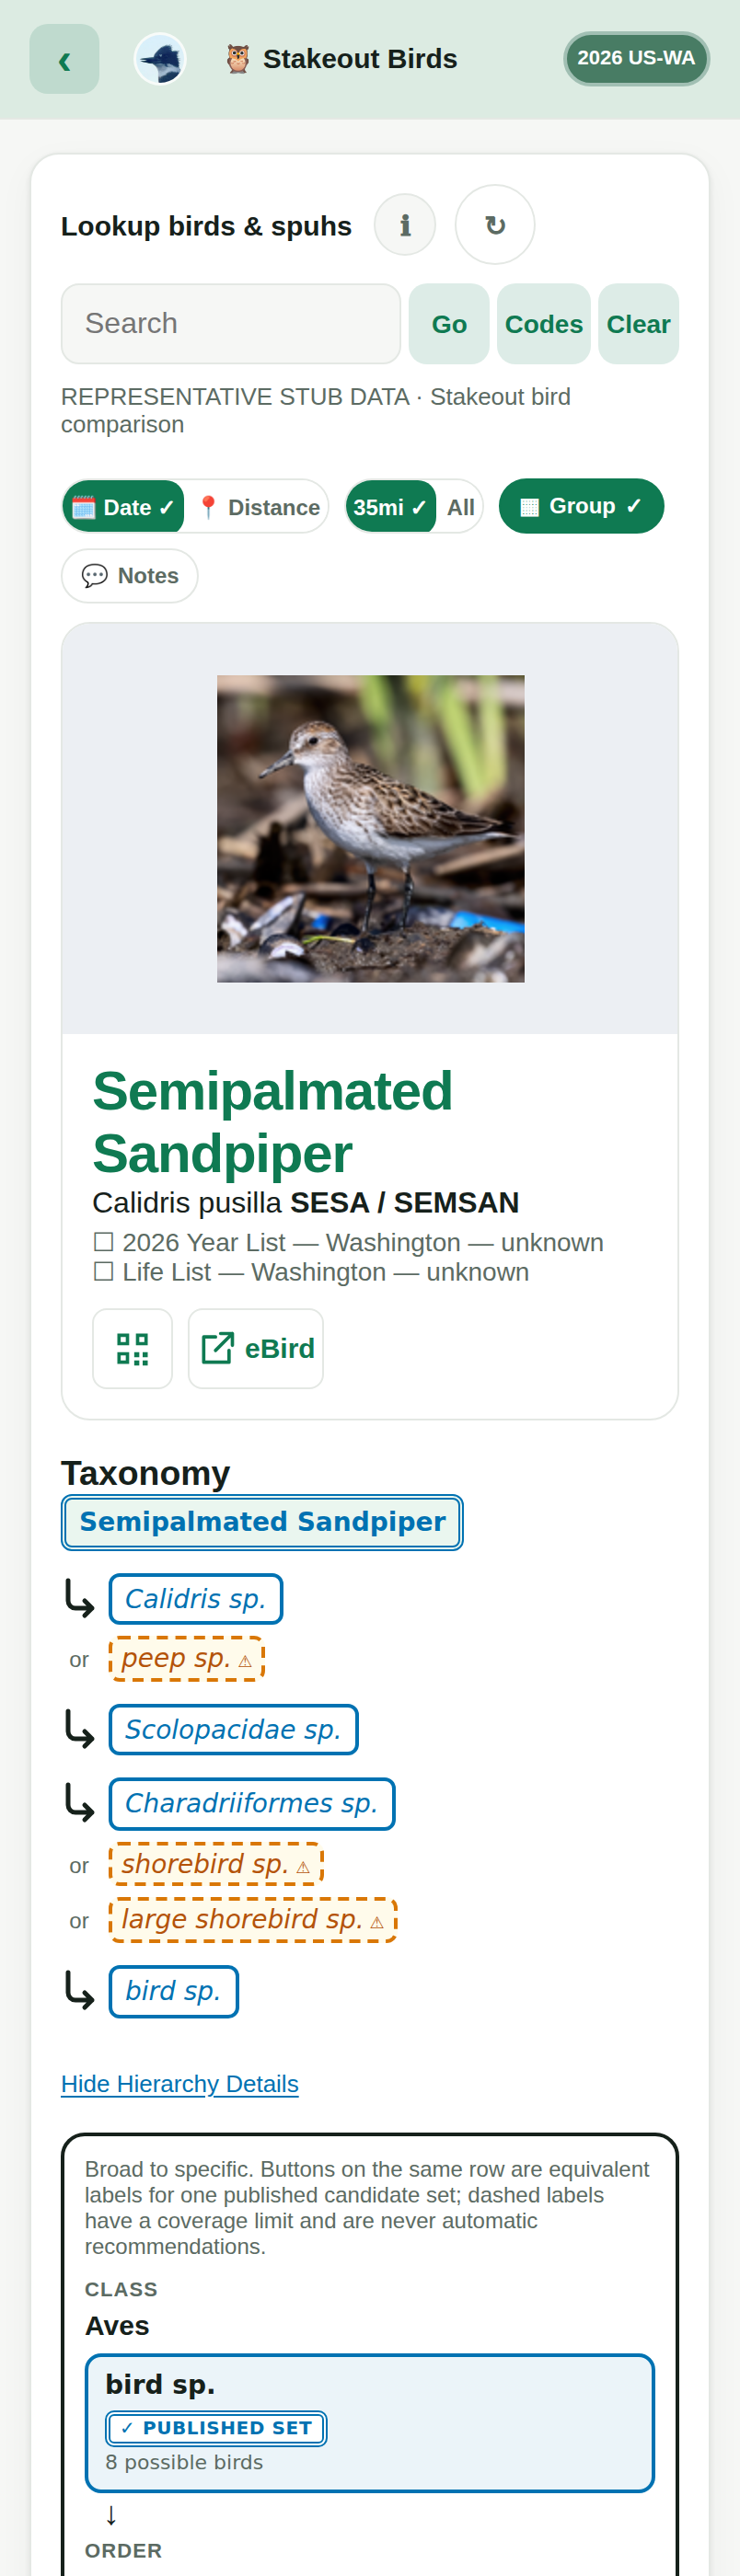 ‹ 🦉 Stakeout Birds 2026 US-WA
Lookup birds & spuhs ℹ ↻
Search Go Codes Clear
REPRESENTATIVE STUB DATA · Stakeout bird
comparison
🗓️ Date ✓ 📍 Distance 35mi ✓ All ▦ Group ✓
💬 Notes
Semipalmated
Sandpiper
Calidris pusilla SESA / SEMSAN
☐ 2026 Year List — Washington — unknown
☐ Life List — Washington — unknown
eBird
Taxonomy
Semipalmated Sandpiper
Calidris sp.
or peep sp. ⚠
Scolopacidae sp.
Charadriiformes sp.
or shorebird sp. ⚠
or large shorebird sp. ⚠
bird sp.
Hide Hierarchy Details
Broad to specific. Buttons on the same row are equivalent
labels for one published candidate set; dashed labels
have a coverage limit and are never automatic
recommendations.
CLASS
Aves
bird sp.
✓ PUBLISHED SET
8 possible birds
↓
ORDER